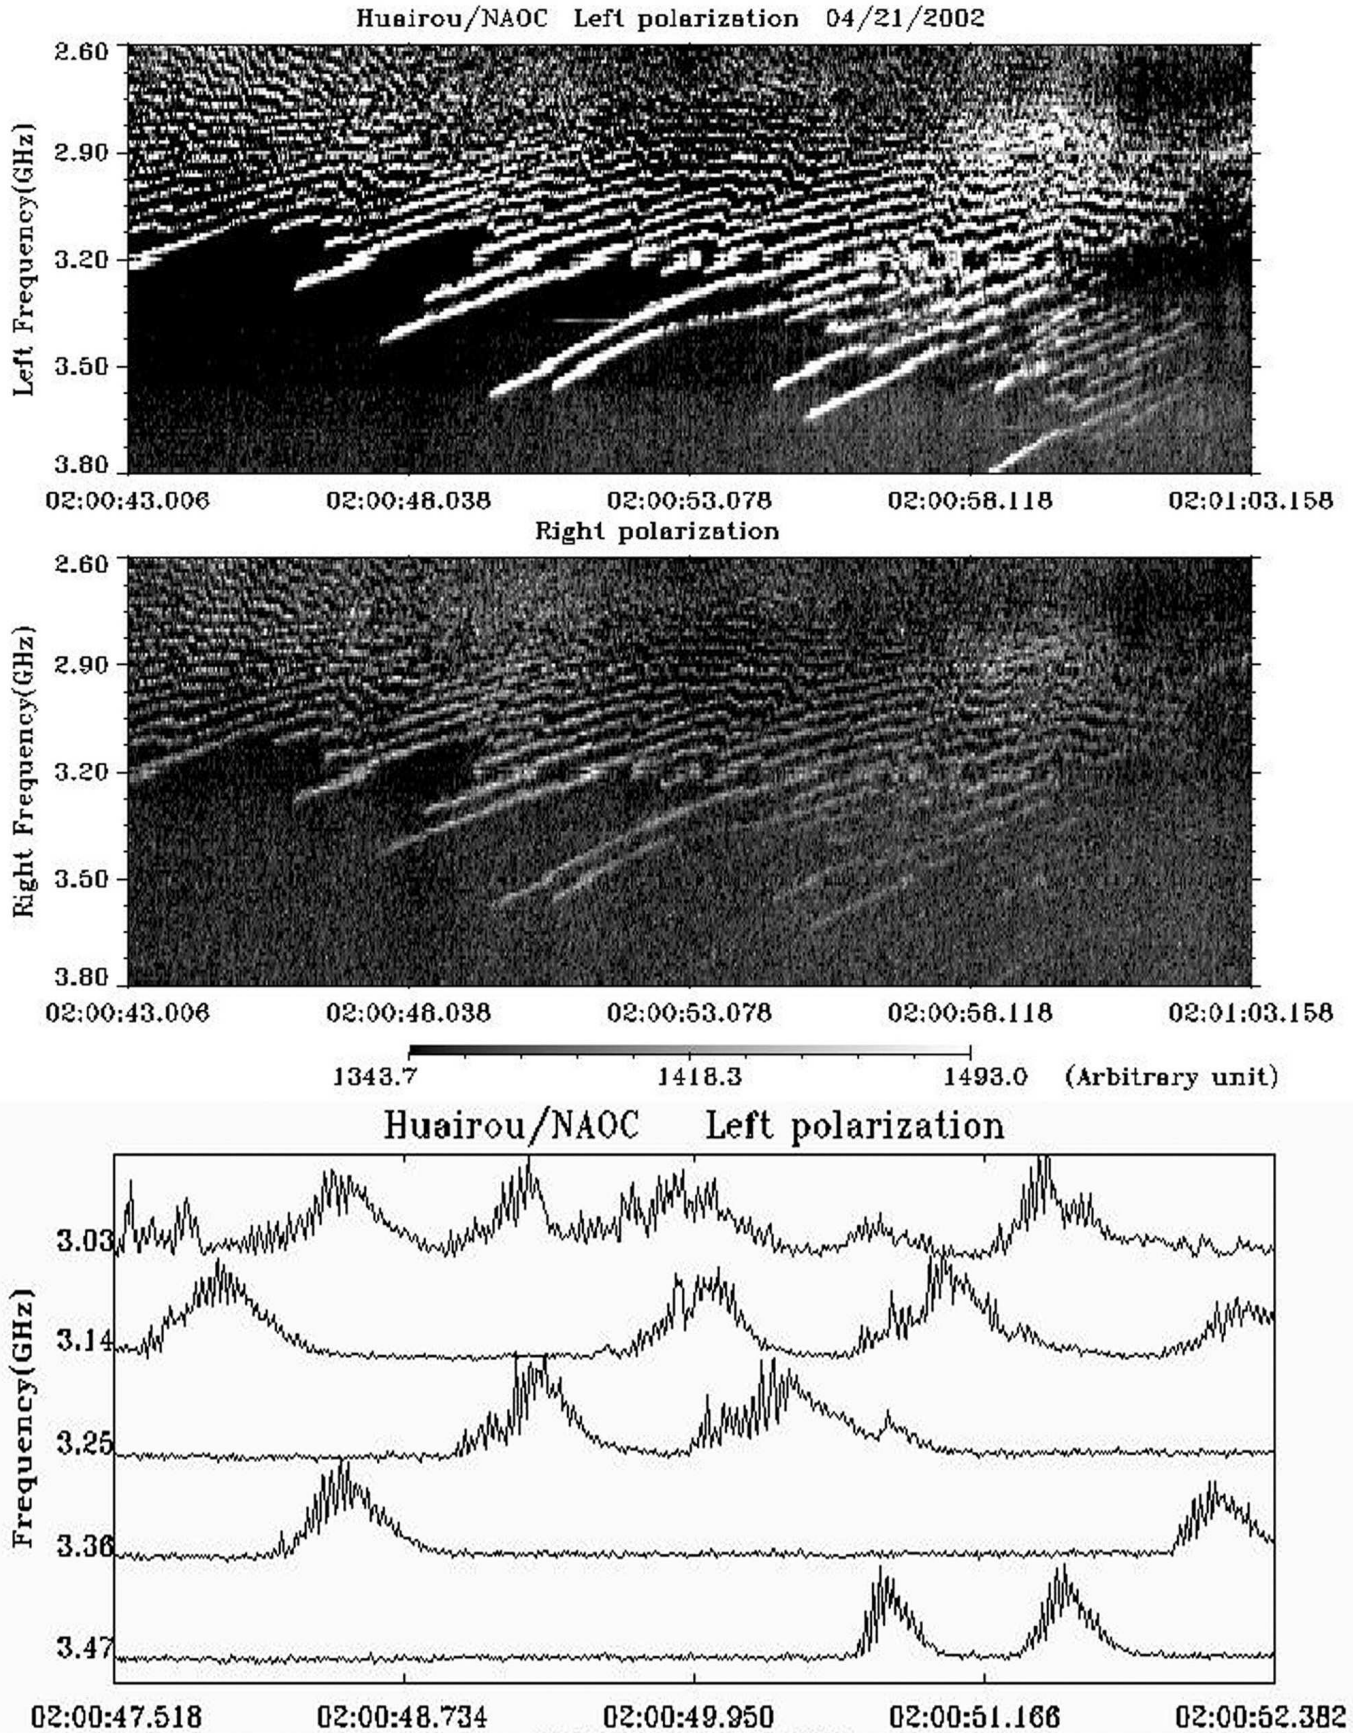 Huairou/NAOC Left polarization 04/21/2002
Left Frequency(GHz)
2.60
2.90
3.20
3.50
3.80
02:00:43.006 02:00:48.038 02:00:53.078 02:00:58.118 02:01:03.158
Right polarization
Right Frequency(GHz)
2.60
2.90
3.20
3.50
3.80
02:00:43.006 02:00:48.038 02:00:53.078 02:00:58.118 02:01:03.158
1343.7 1418.3 1493.0 (Arbitrary unit)
Huairou/NAOC Left polarization
Frequency(GHz)
3.03
3.14
3.25
3.36
3.47
02:00:47.518 02:00:48.734 02:00:49.950 02:00:51.166 02:00:52.382